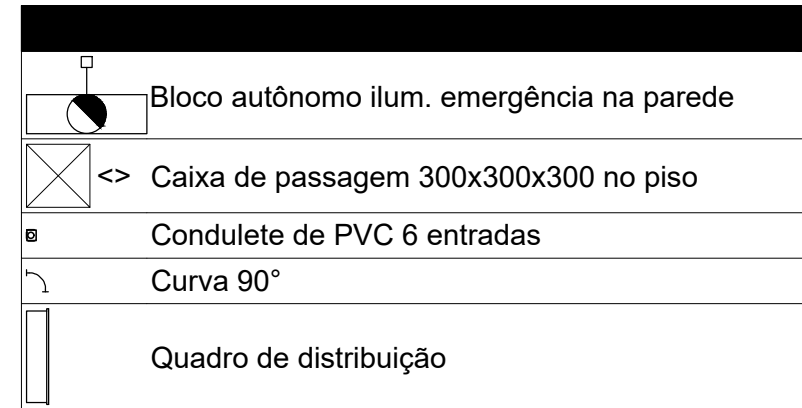 Bloco autônomo ilum. emergência na parede
<> Caixa de passagem 300x300x300 no piso
Condulete de PVC 6 entradas
Curva 90°
Quadro de distribuição